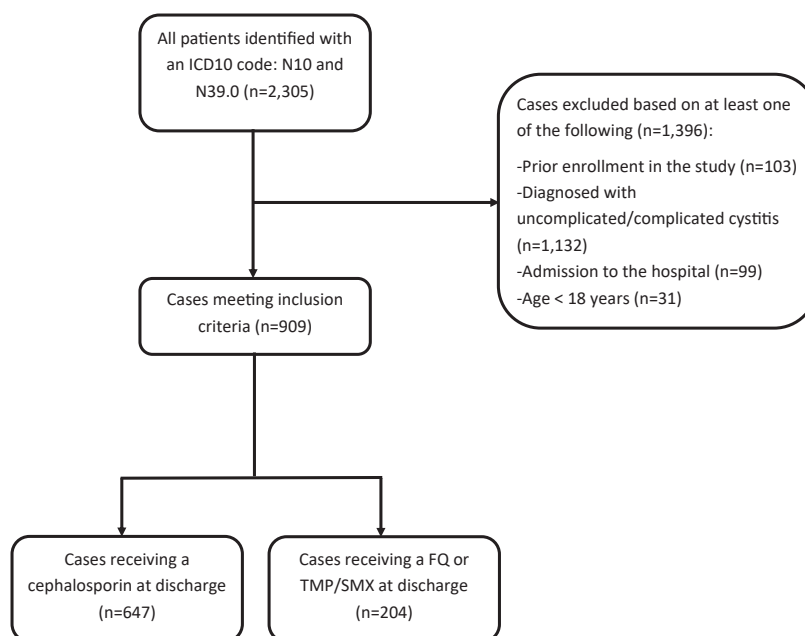 All patients identified with
an ICD10 code: N10 and
N39.0 (n=2,305)
Cases excluded based on at least one
of the following (n=1,396):
-Prior enrollment in the study (n=103)
-Diagnosed with
uncomplicated/complicated cystitis
(n=1,132)
-Admission to the hospital (n=99)
-Age < 18 years (n=31)
Cases meeting inclusion
criteria (n=909)
Cases receiving a
cephalosporin at discharge
(n=647)
Cases receiving a FQ or
TMP/SMX at discharge
(n=204)